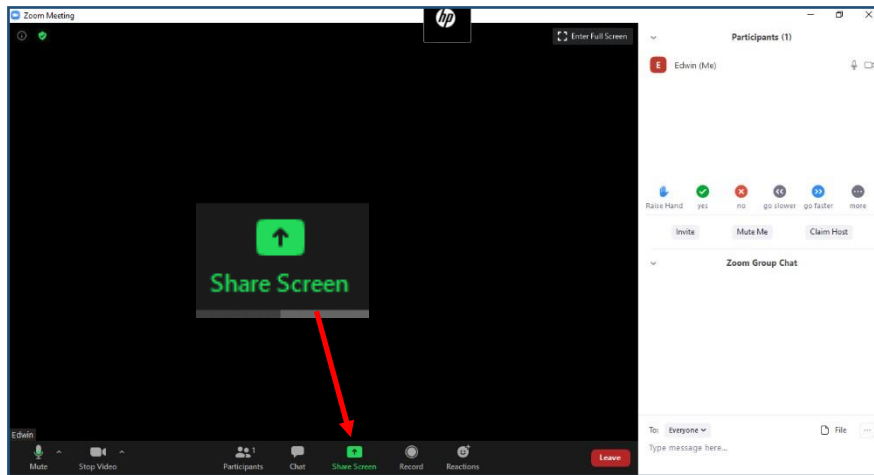 Zoom Meeting
hp
Enter Full Screen
Participants (1)
E Edwin (Me)
Raise Hand yes no go slower go faster more
Invite Mute Me Claim Host
Zoom Group Chat
Share Screen
Edwin
To: Everyone File
Type message here...
Mute Stop Video Participants 1 Chat Share Screen Record Reactions Leave